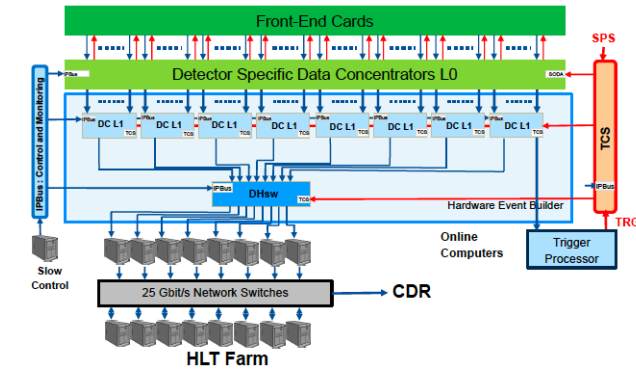 Front-End Cards
SPS
IPBus
Detector Specific Data Concentrators L0
SODA
IPBus : Control and Monitoring
TCS
IPBus
DC L1
TCS
IPBus
DC L1
TCS
IPBus
DC L1
TCS
IPBus
DC L1
TCS
IPBus
DC L1
TCS
IPBus
DC L1
TCS
IPBus
DC L1
TCS
IPBus
DC L1
TCS
IPBus
DHsw
TCS
IPBus
Hardware Event Builder
TRG
Online
Computers
Trigger
Processor
Slow
Control
25 Gbit/s Network Switches
CDR
HLT Farm